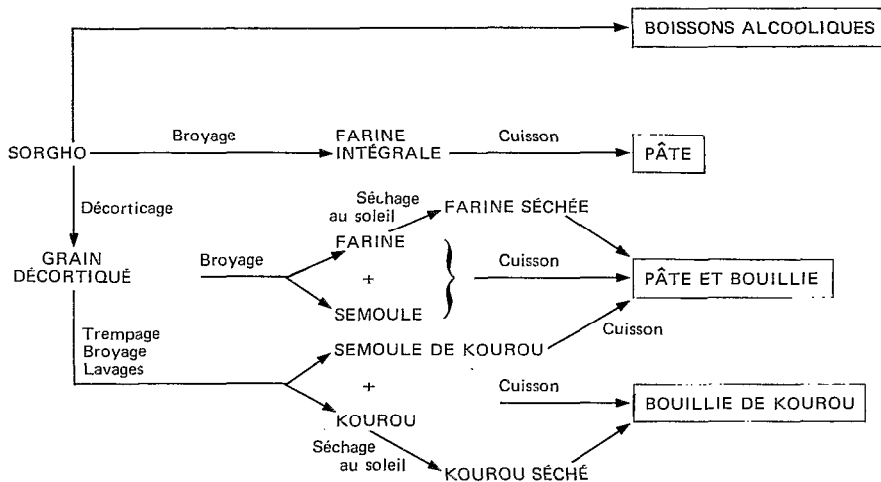 BOISSONS ALCOOLIQUES
Broyage
FARINE
INTÉGRALE
Cuisson
SORGHO
PÂTE
Décorticage
Séchage
au soleil
FARINE SÉCHÉE
GRAIN
DÉCORTIQUÉ
Broyage
FARINE
+
SEMOULE
Cuisson
PÂTE ET BOUILLIE
Trempage
Broyage
Lavages
SEMOULE DE KOUROU
Cuisson
+
KOUROU
Cuisson
BOUILLIE DE KOUROU
Séchage
au soleil
KOUROU SÉCHÉ